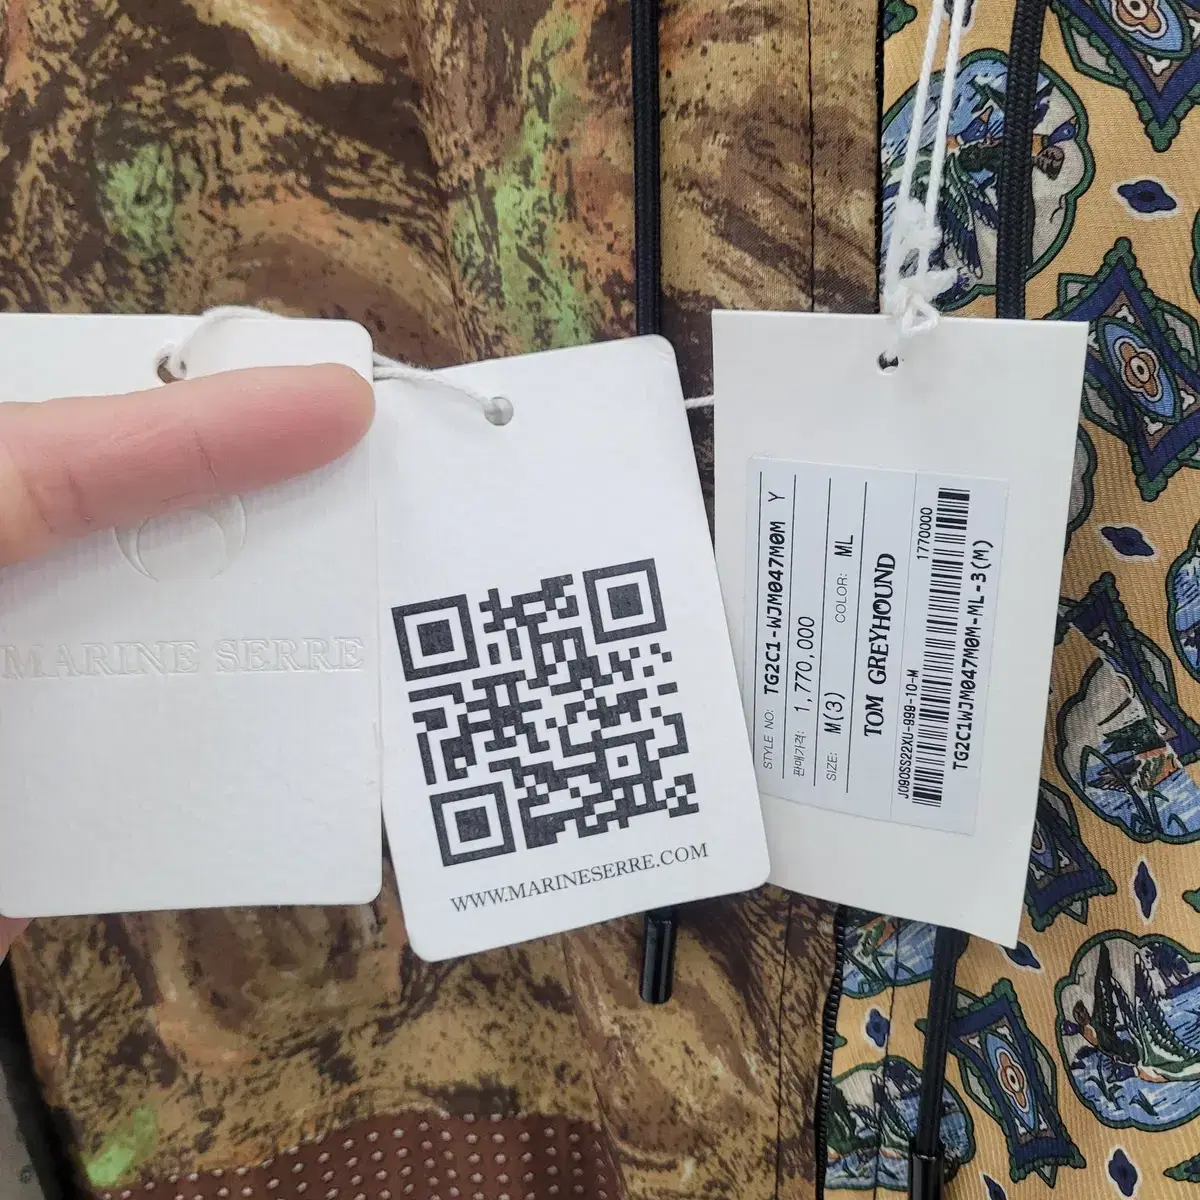 MARINE SERRE
WWW.MARINESERRE.COM
STYLE NO: TG2C1-WJM047M0M Y
판매가격: 1,770,000
SIZE: M(3) COLOR: ML
TOM GREYHOUND
J090SS22XU-999-10-M 1770000
TG2C1WJM047M0M-ML-3(M)